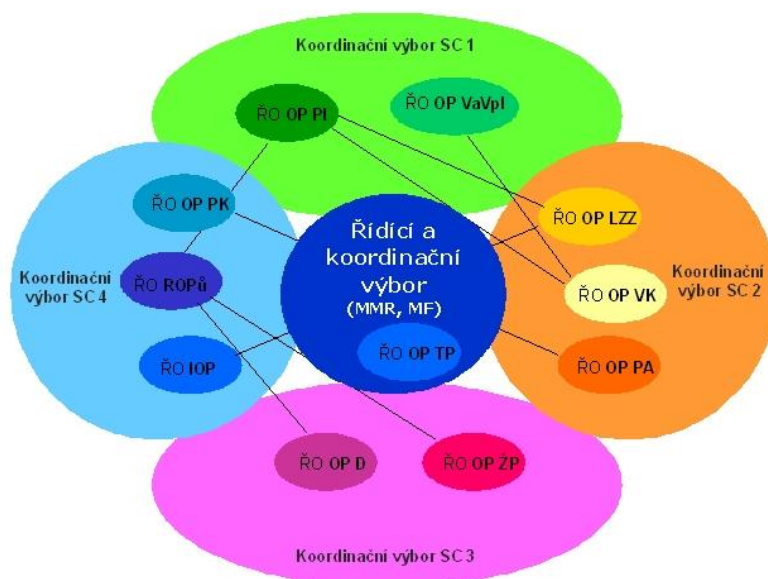 Koordinační výbor SC 1
ŘO OP PI
ŘO OP VaVpI
ŘO OP PK
ŘO OP LZZ
Řídící a
koordinační
výbor
(MMR, MF)
Koordinační
výbor SC 4
ŘO ROPů
Koordinační
výbor SC 2
ŘO OP VK
ŘO IOP
ŘO OP TP
ŘO OP PA
ŘO OP D
ŘO OP ŽP
Koordinační výbor SC 3